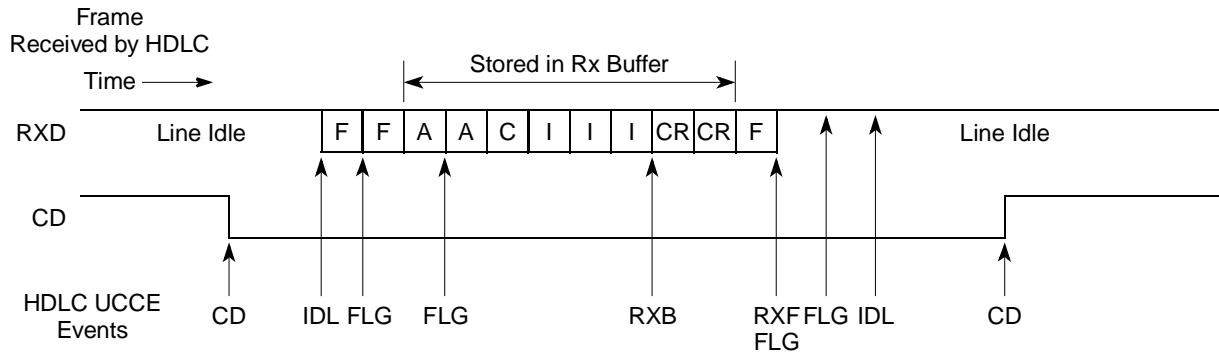 Frame
Received by HDLC
Time
Stored in Rx Buffer
RXD
Line Idle
F F A A C I I I CR CR F
Line Idle
CD
HDLC UCCE
Events
CD
IDL FLG
FLG
RXB
RXF FLG IDL
FLG
CD